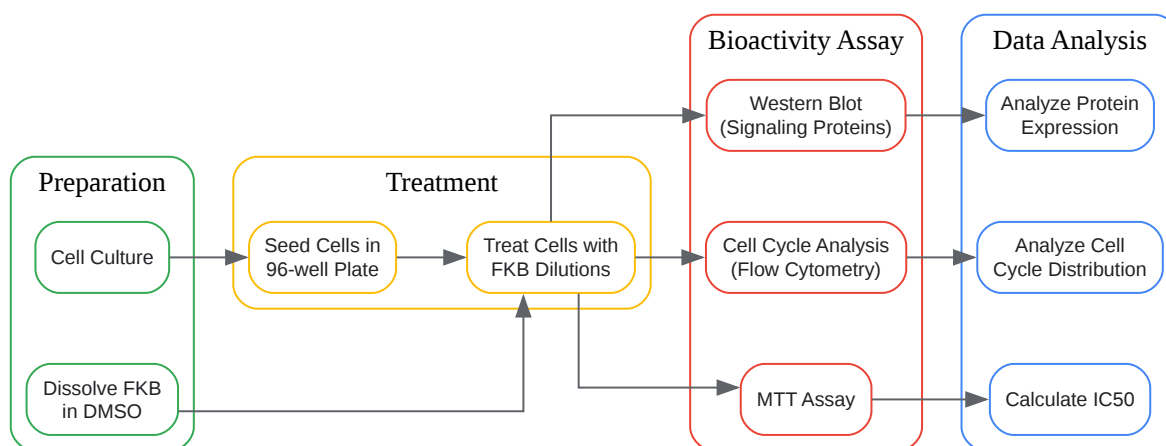 Preparation
Cell Culture
Dissolve FKB
in DMSO
Treatment
Seed Cells in
96-well Plate
Treat Cells with
FKB Dilutions
Bioactivity Assay
Western Blot
(Signaling Proteins)
Cell Cycle Analysis
(Flow Cytometry)
MTT Assay
Data Analysis
Analyze Protein
Expression
Analyze Cell
Cycle Distribution
Calculate IC50